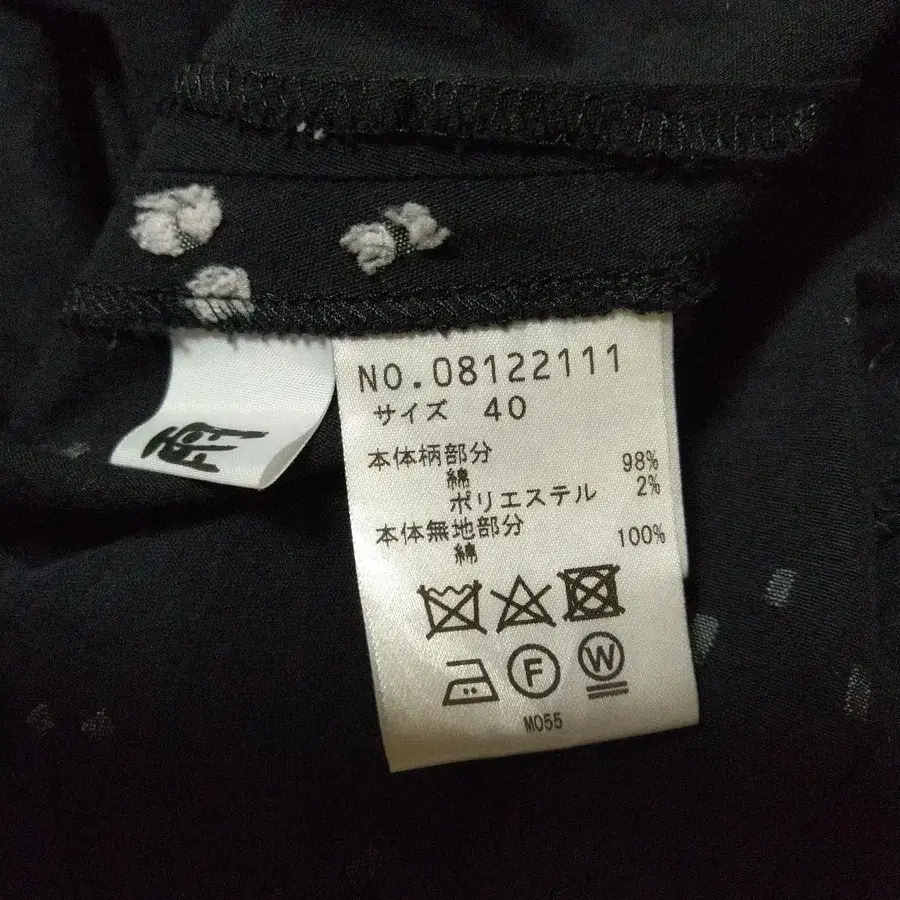 NO.08122111
サイズ 40
本体柄部分
綿 98%
ポリエステル 2%
本体無地部分
綿 100%
F W
M055